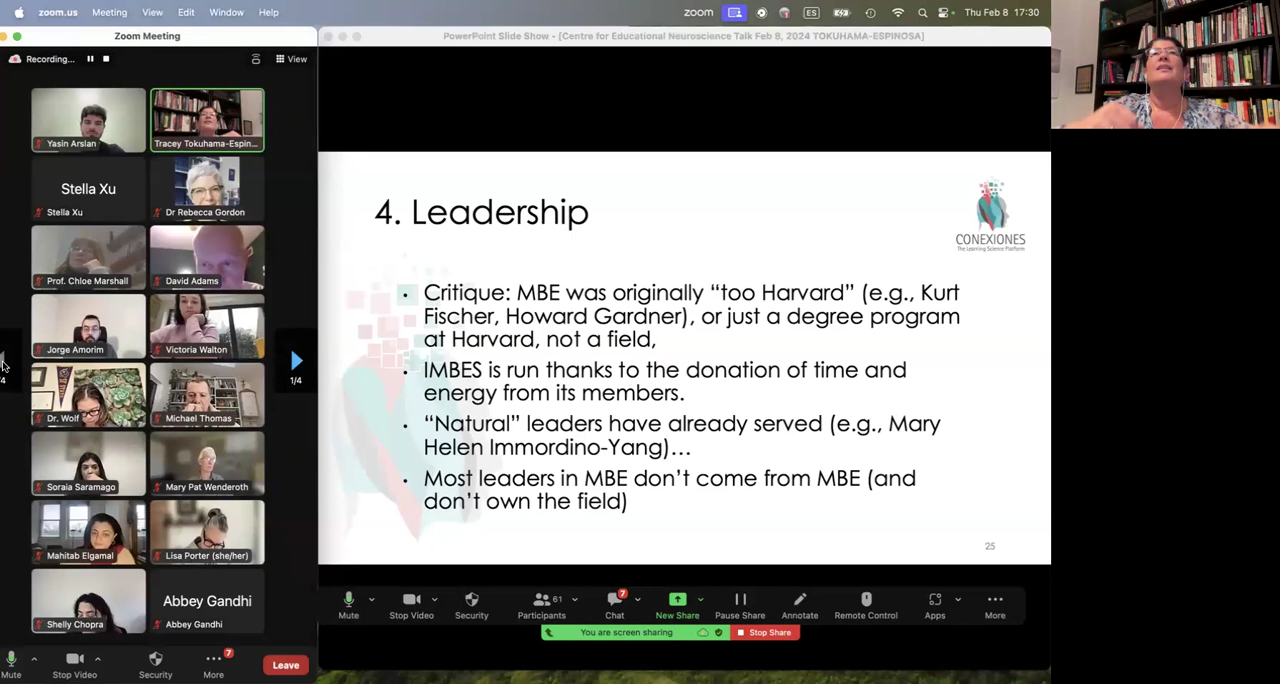 zoom.us Meeting View Edit Window Help
zoom ES Thu Feb 8 17:30
Zoom Meeting
PowerPoint Slide Show - [Centre for Educational Neuroscience Talk Feb 8, 2024 TOKUHAMA-ESPINOSA]
Recording...
View
Yasin Arslan
Tracey Tokuhama-Espin...
Stella Xu
Stella Xu
Dr Rebecca Gordon
Prof. Chloe Marshall
David Adams
Jorge Amorim
Victoria Walton
/4
1/4
Dr. Wolf
Michael Thomas
Soraia Saramago
Mary Pat Wenderoth
Mahitab Elgamal
Lisa Porter (she/her)
Shelly Chopra
Abbey Gandhi
Abbey Gandhi
4. Leadership
CONEXIONES
The Learning Science Platform
• Critique: MBE was originally “too Harvard” (e.g., Kurt
Fischer, Howard Gardner), or just a degree program
at Harvard, not a field,
• IMBES is run thanks to the donation of time and
energy from its members.
• “Natural” leaders have already served (e.g., Mary
Helen Immordino-Yang)…
• Most leaders in MBE don’t come from MBE (and
don’t own the field)
25
61
7
Mute Stop Video Security Participants Chat New Share Pause Share Annotate Remote Control Apps More
You are screen sharing Stop Share
7
Mute Stop Video Security More Leave